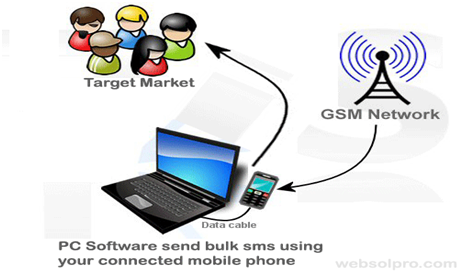 Target Market
GSM Network
Data cable
PC Software send bulk sms using
your connected mobile phone
websolpro.com